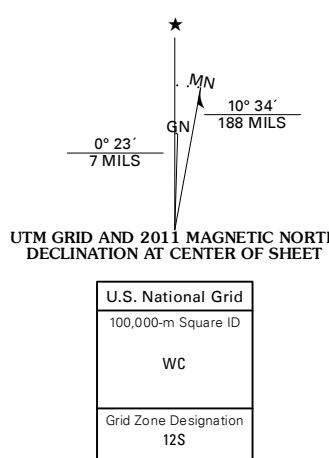 MN
GN
0° 23´
7 MILS
10° 34´
188 MILS
UTM GRID AND 2011 MAGNETIC NORTH
DECLINATION AT CENTER OF SHEET
U.S. National Grid
100,000-m Square ID
WC
Grid Zone Designation
12S